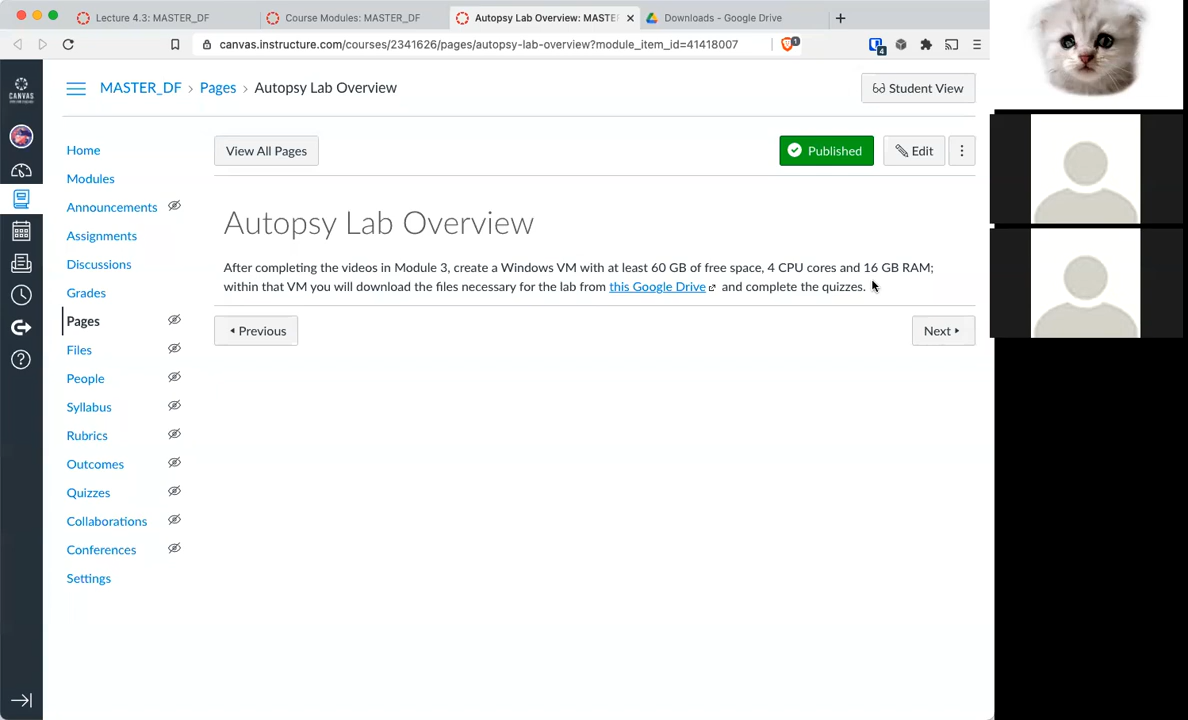 Lecture 4.3: MASTER_DF
Course Modules: MASTER_DF
Autopsy Lab Overview: MASTE
Downloads - Google Drive
canvas.instructure.com/courses/2341626/pages/autopsy-lab-overview?module_item_id=41418007
1
4
CANVAS
MASTER_DF › Pages › Autopsy Lab Overview
Student View
Home
Modules
Announcements
Assignments
Discussions
Grades
Pages
Files
People
Syllabus
Rubrics
Outcomes
Quizzes
Collaborations
Conferences
Settings
View All Pages
Published
Edit
Autopsy Lab Overview
After completing the videos in Module 3, create a Windows VM with at least 60 GB of free space, 4 CPU cores and 16 GB RAM;
within that VM you will download the files necessary for the lab from this Google Drive and complete the quizzes.
Previous
Next